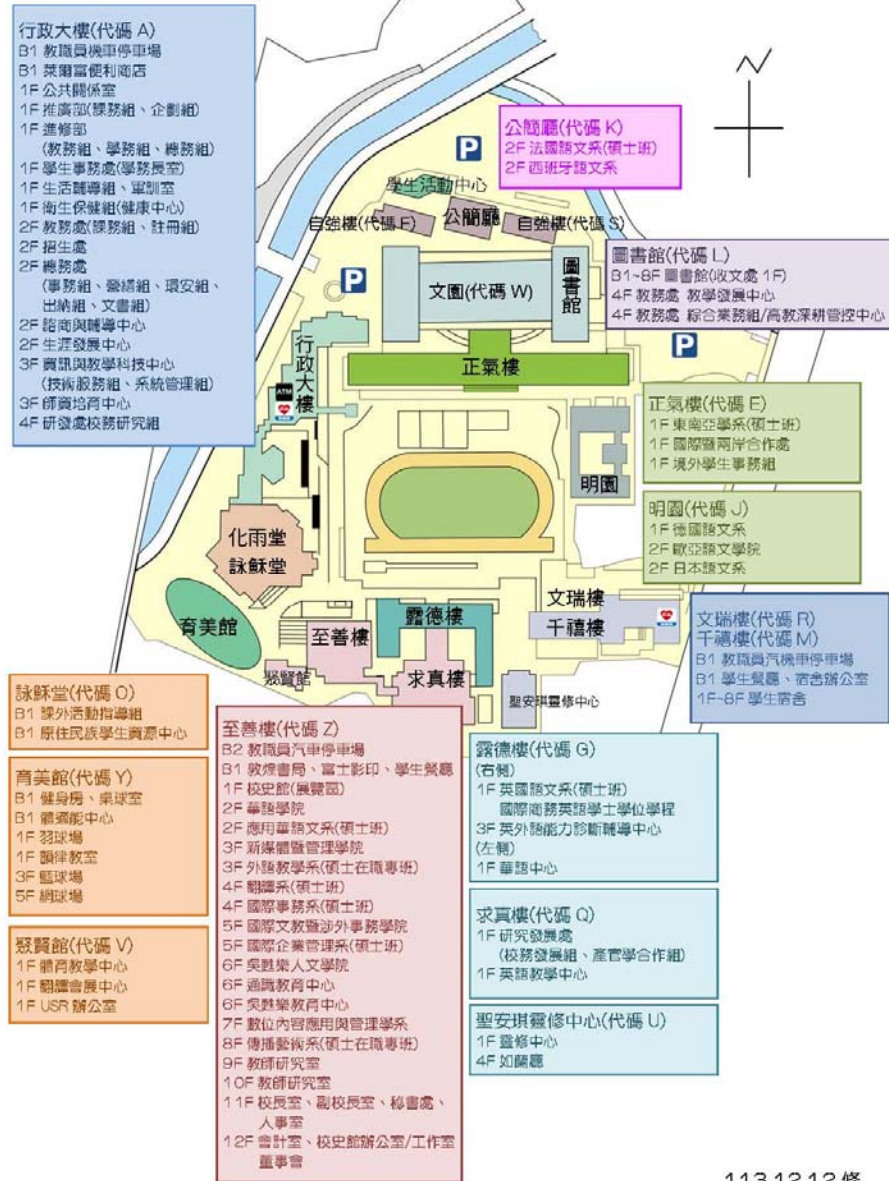 行政大樓(代碼 A)
B1 教職員機車停車場
B1 萊爾富便利商店
1F 公共關係室
1F 推廣部(課務組、企劃組)
1F 進修部
(教務組、學務組、總務組)
1F 學生事務處(學務長室)
1F 生活輔導組、軍訓室
1F 衛生保健組(健康中心)
2F 教務處(課務組、註冊組)
2F 招生處
2F 總務處
(事務組、營繕組、環安組、
出納組、文書組)
2F 諮商與輔導中心
2F 生涯發展中心
3F 資訊與教學科技中心
(技術服務組、系統管理組)
3F 師資培育中心
4F 研發處校務研究組
N
公簡廳(代碼 K)
2F 法國語文系(碩士班)
2F 西班牙語文系
P
學生活動中心
自強樓(代碼 F)
公簡廳
自強樓(代碼 S)
圖書館(代碼 L)
B1~8F 圖書館(收文處 1F)
4F 教務處 教學發展中心
4F 教務處 綜合業務組/高教深耕管控中心
P
文園(代碼 W)
圖書館
P
行政大樓
ATM
正氣樓
正氣樓(代碼 E)
1F 東南亞學系(碩士班)
1F 國際暨兩岸合作處
1F 境外學生事務組
明園
明園(代碼 J)
1F 德國語文系
2F 歐亞語文學院
2F 日本語文系
化雨堂
詠穌堂
育美館
至善樓
露德樓
文瑞樓
千禧樓
聚賢館
求真樓
聖安琪靈修中心
文瑞樓(代碼 R)
千禧樓(代碼 M)
B1 教職員汽機車停車場
B1 學生餐廳、宿舍辦公室
1F~8F 學生宿舍
詠穌堂(代碼 O)
B1 課外活動指導組
B1 原住民族學生資源中心
育美館(代碼 Y)
B1 健身房、桌球室
B1 體適能中心
1F 羽球場
1F 韻律教室
3F 籃球場
5F 網球場
聚賢館(代碼 V)
1F 體育教學中心
1F 翻譯會展中心
1F USR 辦公室
至善樓(代碼 Z)
B2 教職員汽車停車場
B1 敦煌書局、富士影印、學生餐廳
1F 校史館(展覽區)
2F 華語學院
2F 應用華語文系(碩士班)
3F 新媒體暨管理學院
3F 外語教學系(碩士在職專班)
4F 翻譯系(碩士班)
4F 國際事務系(碩士班)
5F 國際文教暨涉外事務學院
5F 國際企業管理系(碩士班)
6F 吳甦樂人文學院
6F 通識教育中心
6F 吳甦樂教育中心
7F 數位內容應用與管理學系
8F 傳播藝術系(碩士在職專班)
9F 教師研究室
10F 教師研究室
11F 校長室、副校長室、秘書處、
人事室
12F 會計室、校史館辦公室/工作室
董事會
露德樓(代碼 G)
(右側)
1F 英國語文系(碩士班)
國際商務英語學士學位學程
3F 英外語能力診斷輔導中心
(左側)
1F 華語中心
求真樓(代碼 Q)
1F 研究發展處
(校務發展組、產官學合作組)
1F 英語教學中心
聖安琪靈修中心(代碼 U)
1F 靈修中心
4F 如蘭廳
113.12.12 修